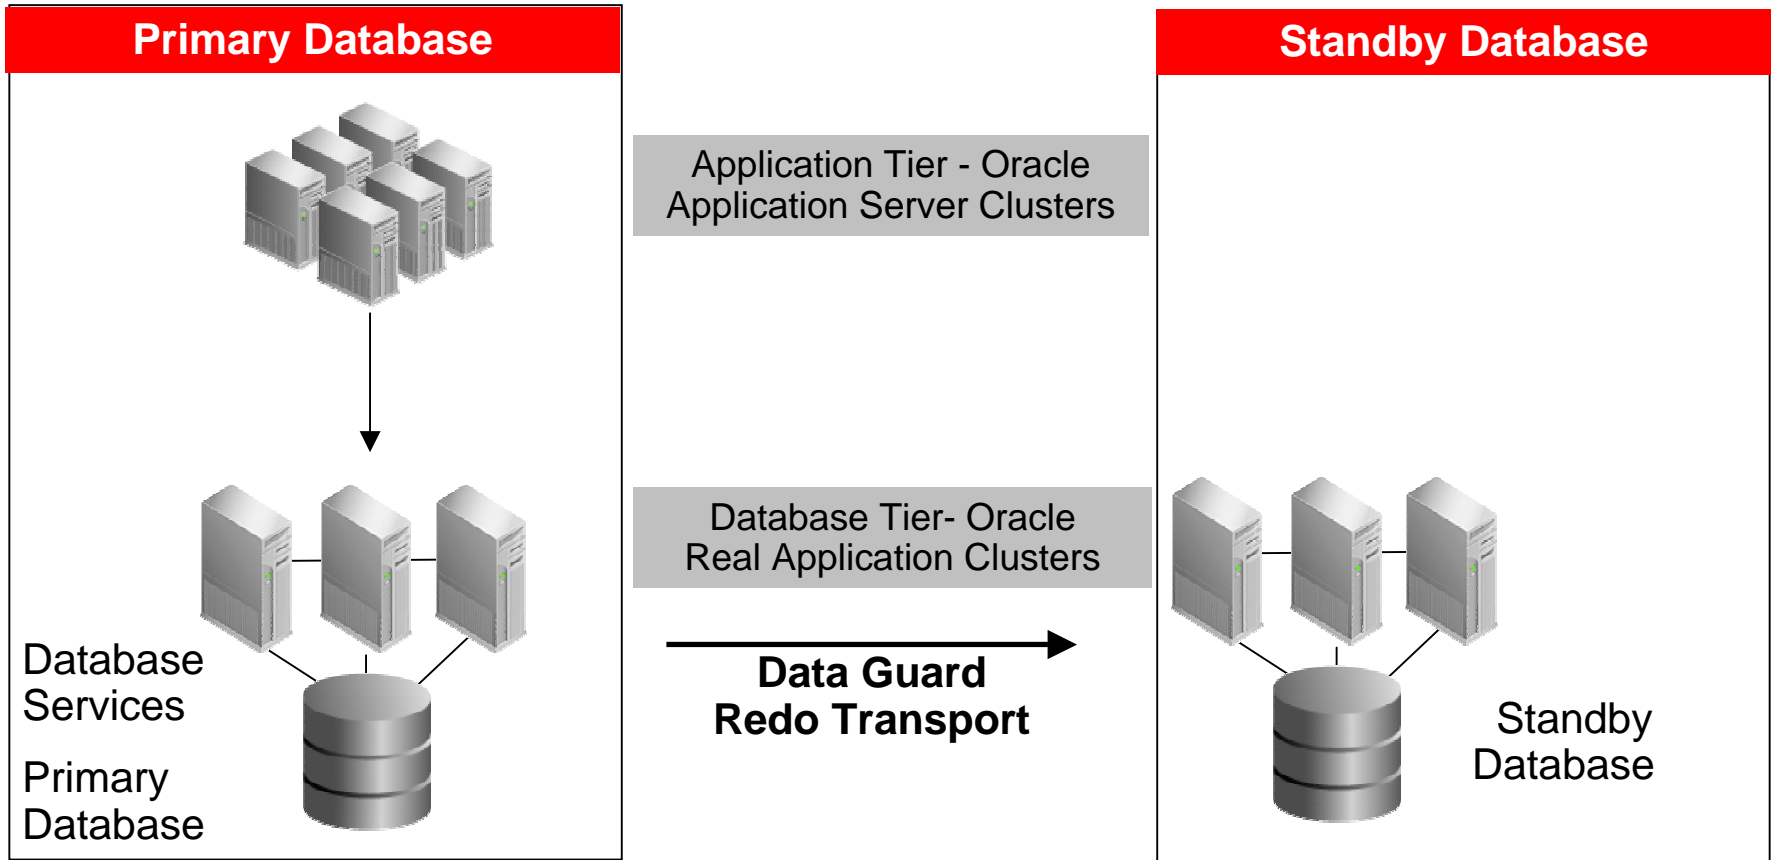 Primary Database
Standby Database
Application Tier - Oracle
Application Server Clusters
Database Tier- Oracle
Real Application Clusters
Data Guard
Redo Transport
Database
Services
Primary
Database
Standby
Database